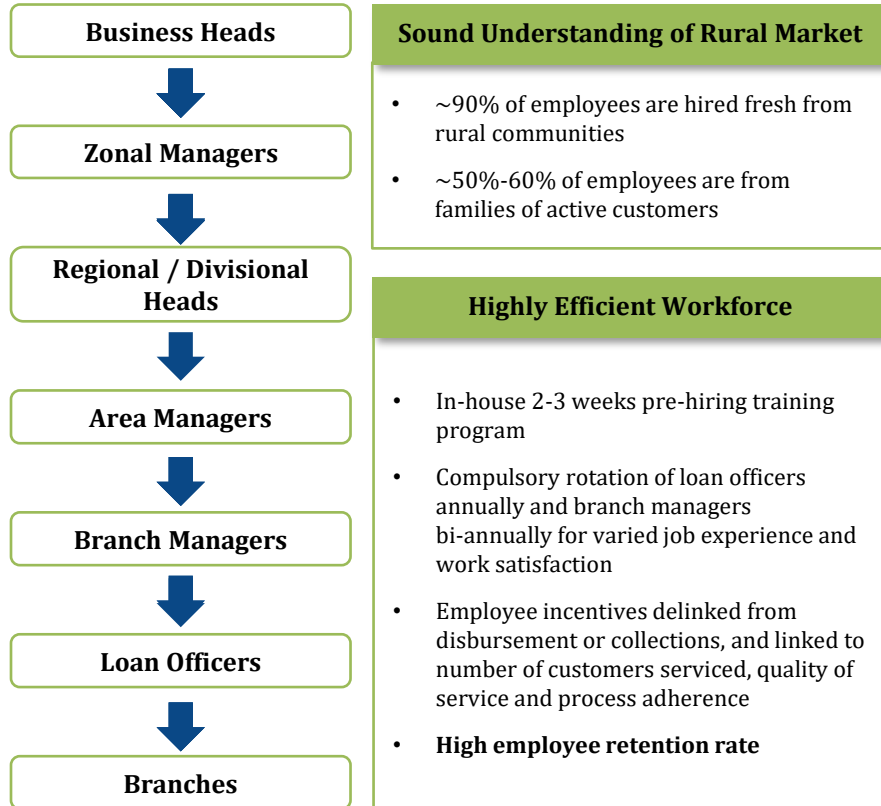 Business Heads
Zonal Managers
Regional / Divisional
Heads
Area Managers
Branch Managers
Loan Officers
Branches
Sound Understanding of Rural Market
• ~90% of employees are hired fresh from
rural communities
• ~50%-60% of employees are from
families of active customers
Highly Efficient Workforce
• In-house 2-3 weeks pre-hiring training
program
• Compulsory rotation of loan officers
annually and branch managers
bi-annually for varied job experience and
work satisfaction
• Employee incentives delinked from
disbursement or collections, and linked to
number of customers serviced, quality of
service and process adherence
• High employee retention rate